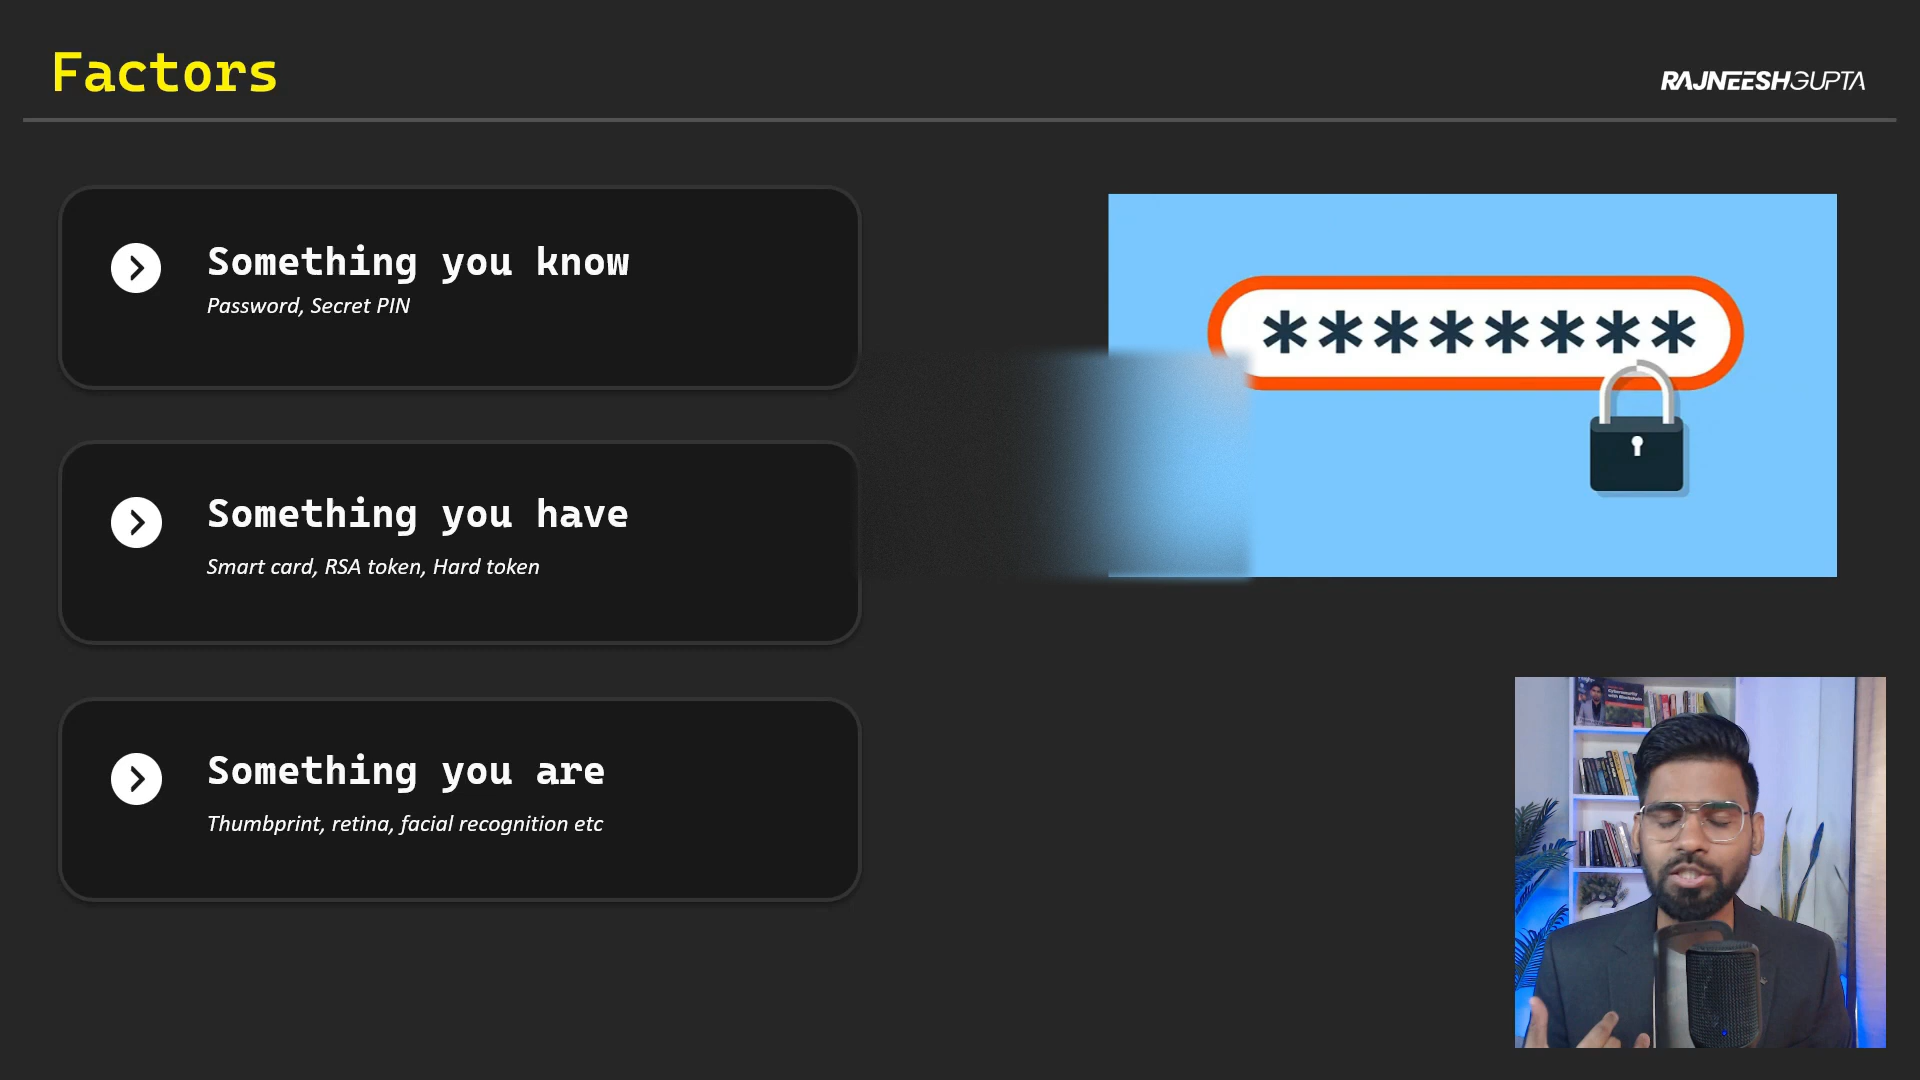 Factors
RAJNEESHGUPTA
Something you know
Password, Secret PIN
Something you have
Smart card, RSA token, Hard token
Something you are
Thumbprint, retina, facial recognition etc
********